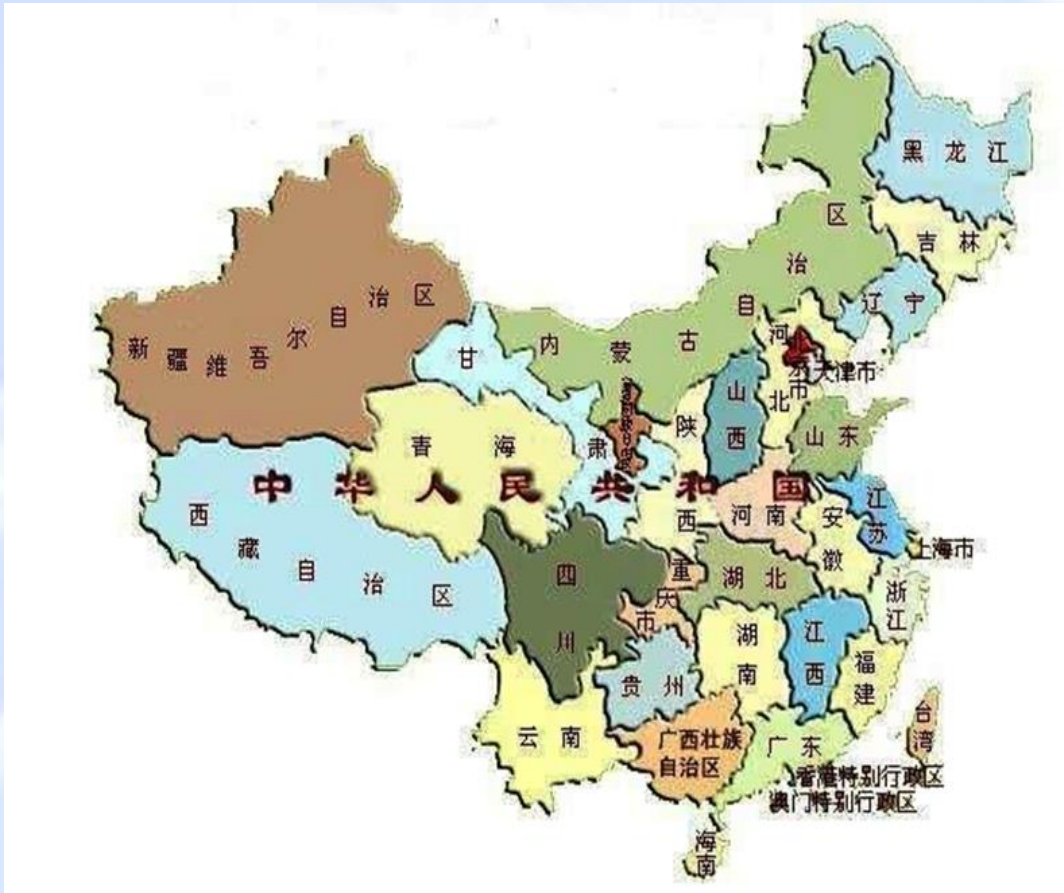 黑龙江
吉林
辽宁
内蒙古自治区
新疆维吾尔自治区
甘肃
河北
天津市
山西
陕西
山东
青海
中华人民共和国
西藏自治区
河南
江苏
安徽
上海市
四川
重庆市
湖北
浙江
湖南
江西
福建
贵州
云南
广西壮族
自治区
广东
台湾
香港特别行政区
澳门特别行政区
海南